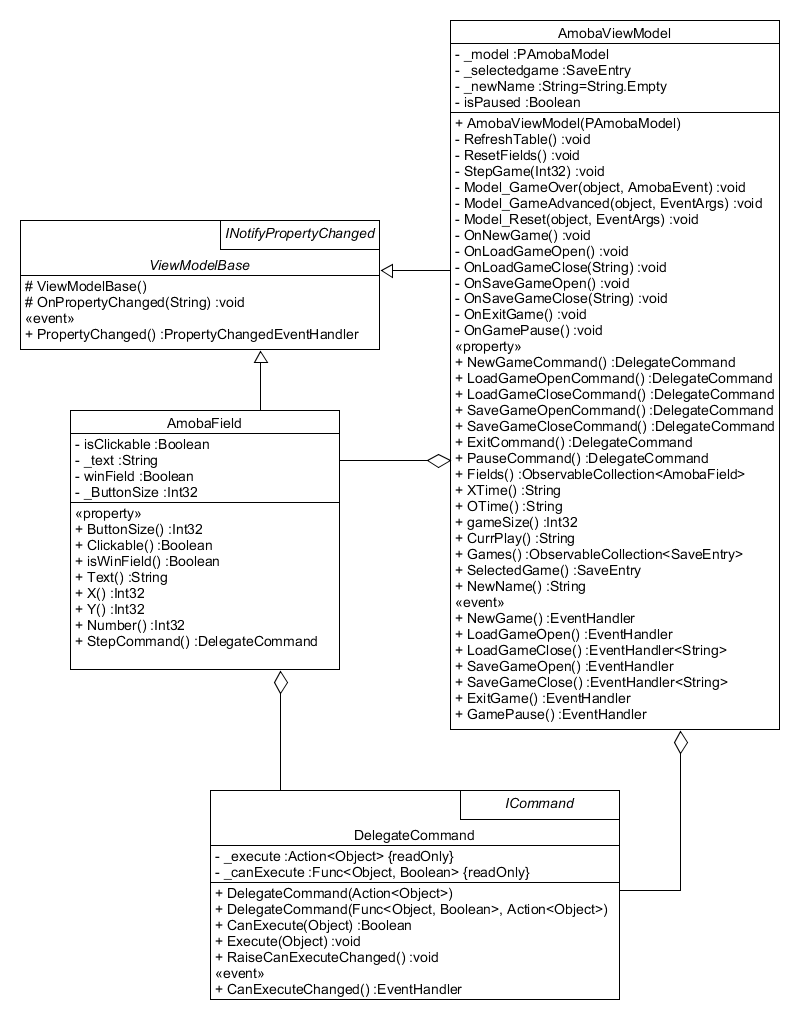 AmobaViewModel
- _model :PAmobaModel
- _selectedgame :SaveEntry
- _newName :String=String.Empty
- isPaused :Boolean
+ AmobaViewModel(PAmobaModel)
- RefreshTable() :void
- ResetFields() :void
- StepGame(Int32) :void
- Model_GameOver(object, AmobaEvent) :void
- Model_GameAdvanced(object, EventArgs) :void
- Model_Reset(object, EventArgs) :void
- OnNewGame() :void
- OnLoadGameOpen() :void
- OnLoadGameClose(String) :void
- OnSaveGameOpen() :void
- OnSaveGameClose(String) :void
- OnExitGame() :void
- OnGamePause() :void
«property»
+ NewGameCommand() :DelegateCommand
+ LoadGameOpenCommand() :DelegateCommand
+ LoadGameCloseCommand() :DelegateCommand
+ SaveGameOpenCommand() :DelegateCommand
+ SaveGameCloseCommand() :DelegateCommand
+ ExitCommand() :DelegateCommand
+ PauseCommand() :DelegateCommand
+ Fields() :ObservableCollection<AmobaField>
+ XTime() :String
+ OTime() :String
+ gameSize() :Int32
+ CurrPlay() :String
+ Games() :ObservableCollection<SaveEntry>
+ SelectedGame() :SaveEntry
+ NewName() :String
«event»
+ NewGame() :EventHandler
+ LoadGameOpen() :EventHandler
+ LoadGameClose() :EventHandler<String>
+ SaveGameOpen() :EventHandler
+ SaveGameClose() :EventHandler<String>
+ ExitGame() :EventHandler
+ GamePause() :EventHandler
INotifyPropertyChanged
ViewModelBase
# ViewModelBase()
# OnPropertyChanged(String) :void
«event»
+ PropertyChanged() :PropertyChangedEventHandler
AmobaField
- isClickable :Boolean
- _text :String
- winField :Boolean
- _ButtonSize :Int32
«property»
+ ButtonSize() :Int32
+ Clickable() :Boolean
+ isWinField() :Boolean
+ Text() :String
+ X() :Int32
+ Y() :Int32
+ Number() :Int32
+ StepCommand() :DelegateCommand
ICommand
DelegateCommand
- _execute :Action<Object> {readOnly}
- _canExecute :Func<Object, Boolean> {readOnly}
+ DelegateCommand(Action<Object>)
+ DelegateCommand(Func<Object, Boolean>, Action<Object>)
+ CanExecute(Object) :Boolean
+ Execute(Object) :void
+ RaiseCanExecuteChanged() :void
«event»
+ CanExecuteChanged() :EventHandler